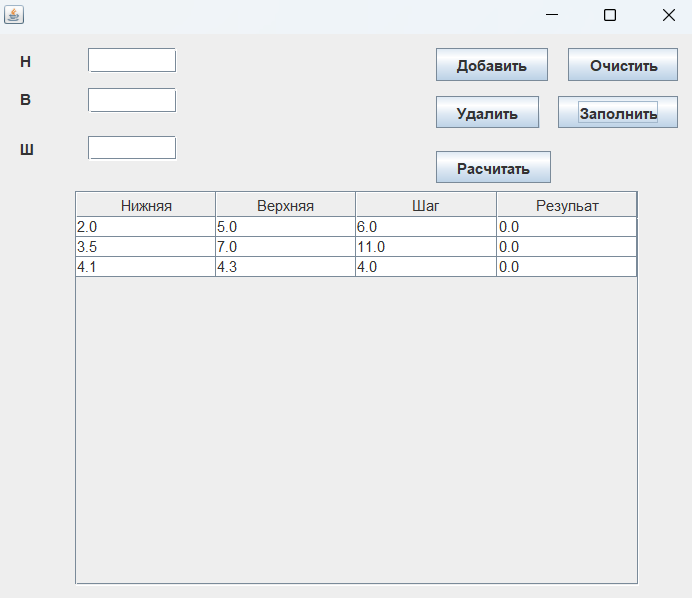 Н
Добавить Очистить
В
Удалить Заполнить
Ш
Расчитать
Нижняя Верхняя Шаг Резульат
2.0 5.0 6.0 0.0
3.5 7.0 11.0 0.0
4.1 4.3 4.0 0.0